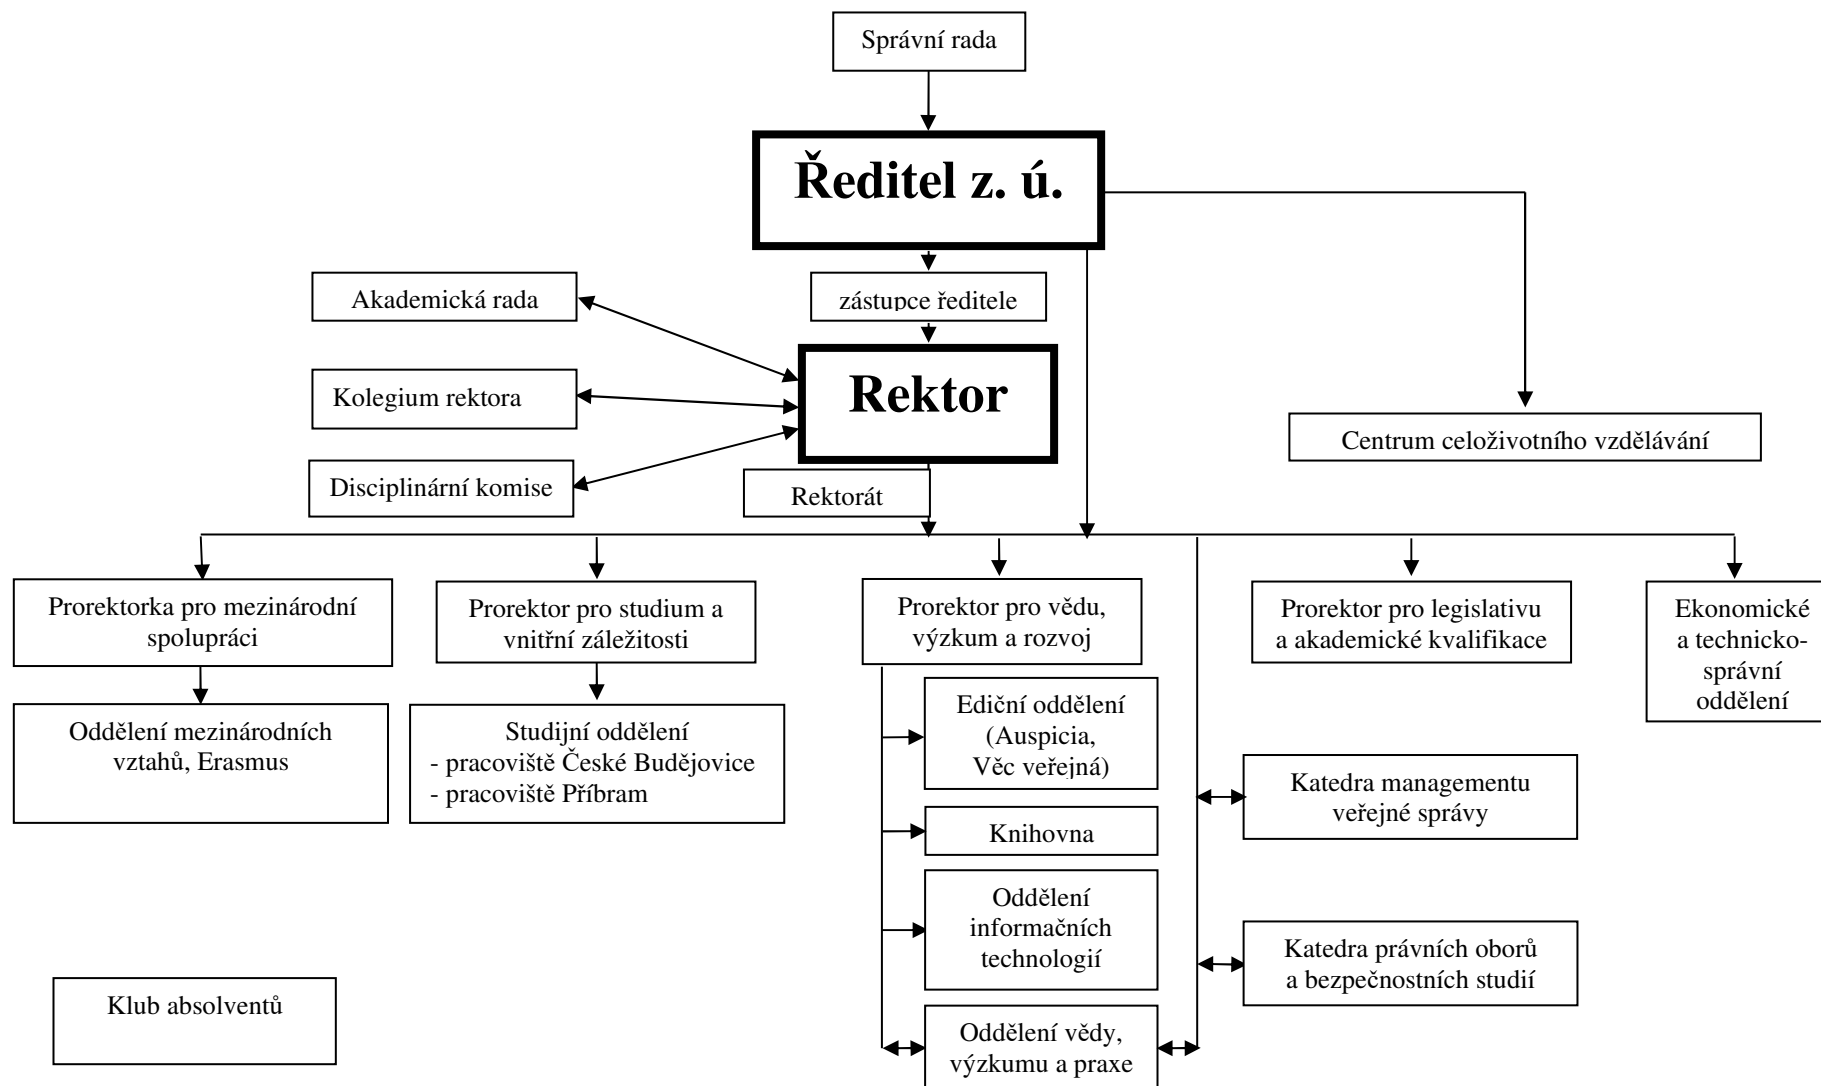 Správní rada
Ředitel z. ú.
Akademická rada
zástupce ředitele
Kolegium rektora
Rektor
Centrum celoživotního vzdělávání
Disciplinární komise
Rektorát
Prorektorka pro mezinárodní
spolupráci
Prorektor pro studium a
vnitřní záležitosti
Prorektor pro vědu,
výzkum a rozvoj
Prorektor pro legislativu
a akademické kvalifikace
Ekonomické
a technicko-
správní
oddělení
Oddělení mezinárodních
vztahů, Erasmus
Studijní oddělení
- pracoviště České Budějovice
- pracoviště Příbram
Ediční oddělení
(Auspicia,
Věc veřejná)
Katedra managementu
veřejné správy
Knihovna
Oddělení
informačních
technologií
Katedra právních oborů
a bezpečnostních studií
Klub absolventů
Oddělení vědy,
výzkumu a praxe